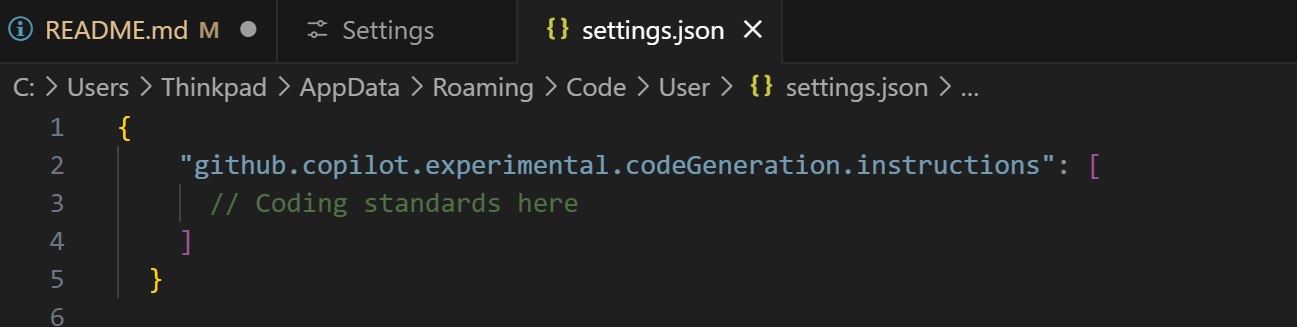 README.md M Settings {} settings.json
C: > Users > Thinkpad > AppData > Roaming > Code > User > {} settings.json > ...
1 {
2 "github.copilot.experimental.codeGeneration.instructions": [
3 // Coding standards here
4 ]
5 }
6